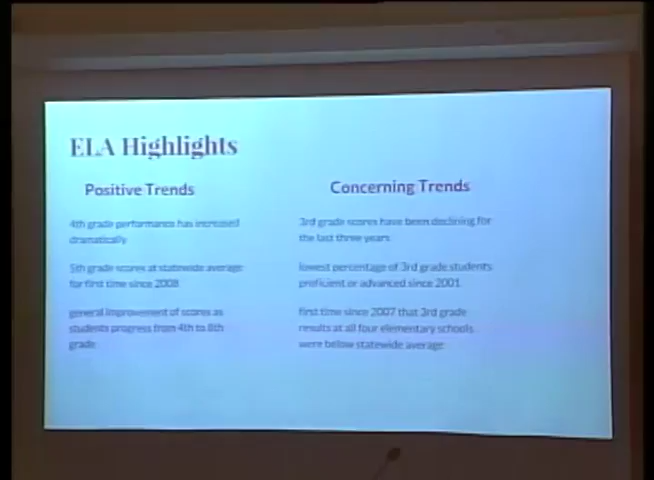 ELA Highlights
Positive Trends
4th grade performance has increased
dramatically
5th grade scores at statewide average
for first time since 2008
general improvement of scores as
students progress from 4th to 8th
grade
Concerning Trends
3rd grade scores have been declining for
the last three years
lowest percentage of 3rd grade students
proficient or advanced since 2001
first time since 2007 that 3rd grade
results at all four elementary schools
were below statewide average